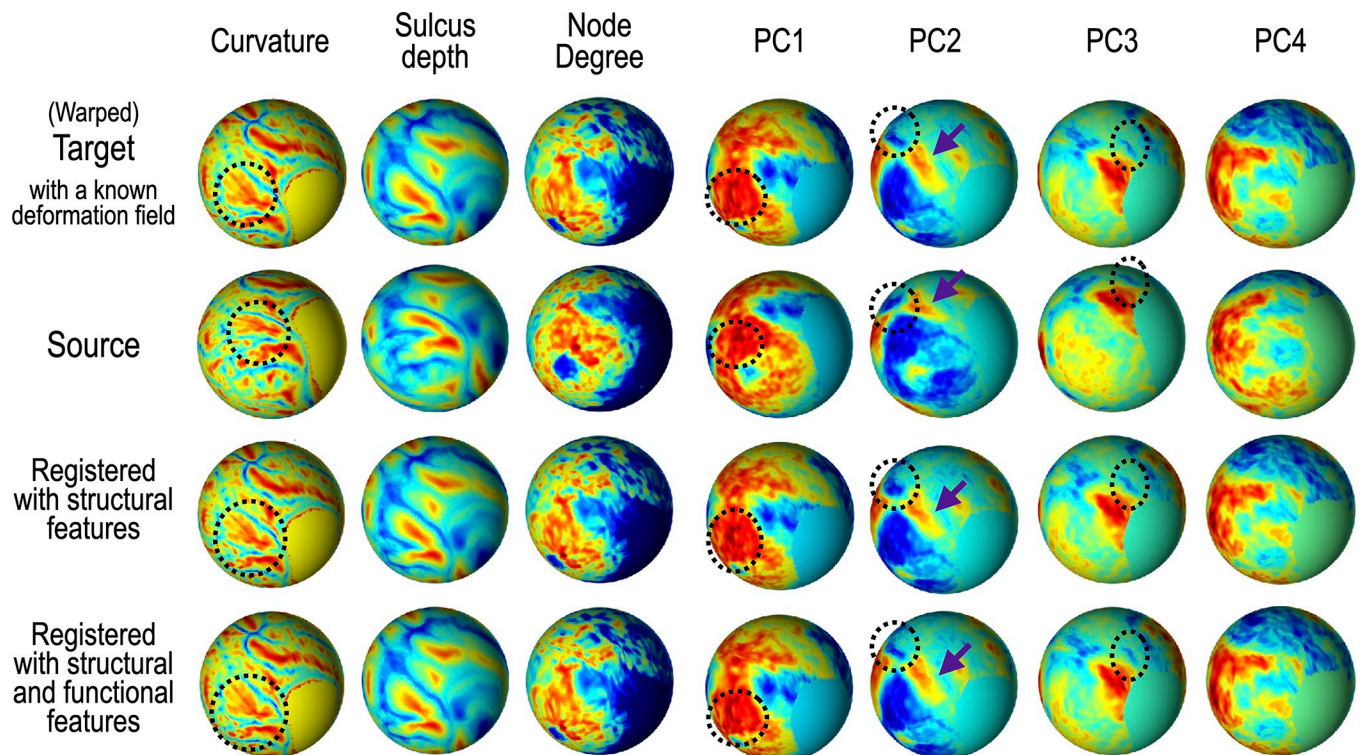 Curvature
Sulcus
depth
Node
Degree
PC1
PC2
PC3
PC4
(Warped)
Target
with a known
deformation field
Source
Registered
with structural
features
Registered
with structural
and functional
features